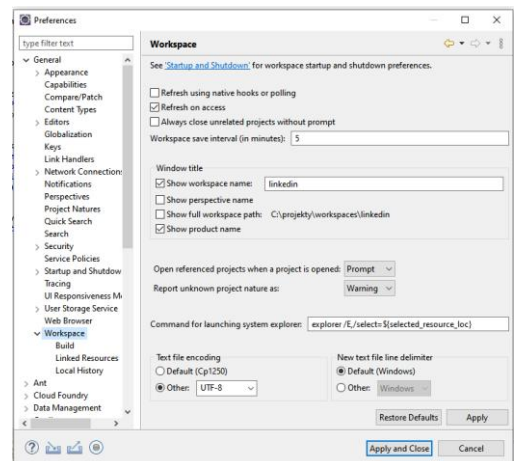 Preferences
type filter text
General
Appearance
Capabilities
Compare/Patch
Content Types
Editors
Globalization
Keys
Link Handlers
Network Connection:
Notifications
Perspectives
Project Natures
Quick Search
Search
Security
Service Policies
Startup and Shutdow
Tracing
UI Responsiveness M
User Storage Service
Web Browser
Workspace
Build
Linked Resources
Local History
Ant
Cloud Foundry
Data Management
Workspace
See 'Startup and Shutdown' for workspace startup and shutdown preferences.
Refresh using native hooks or polling
Refresh on access
Always close unrelated projects without prompt
Workspace save interval (in minutes): 5
Window title
Show workspace name: linkedin
Show perspective name
Show full workspace path: C:\projekty\workspaces\linkedin
Show product name
Open referenced projects when a project is opened: Prompt
Report unknown project nature as: Warning
Command for launching system explorer: explorer /E,/select=${selected_resource_loc}
Text file encoding
Default (Cp1250)
Other: UTF-8
New text file line delimiter
Default (Windows)
Other: Windows
Restore Defaults Apply
Apply and Close Cancel